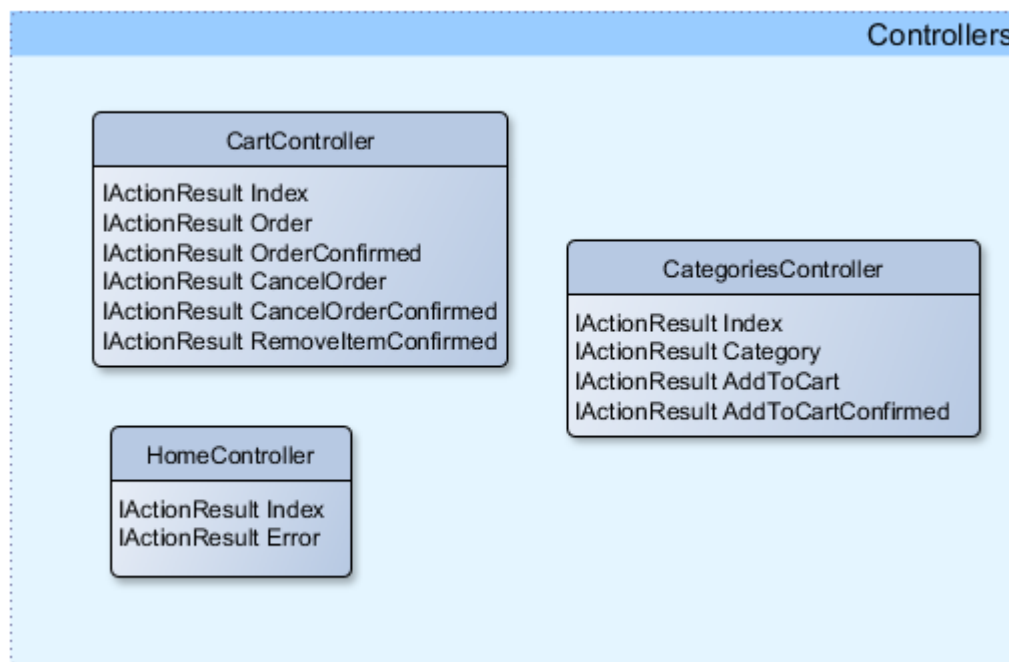 Controllers
CartController
IActionResult Index
IActionResult Order
IActionResult OrderConfirmed
IActionResult CancelOrder
IActionResult CancelOrderConfirmed
IActionResult RemoveItemConfirmed
CategoriesController
IActionResult Index
IActionResult Category
IActionResult AddToCart
IActionResult AddToCartConfirmed
HomeController
IActionResult Index
IActionResult Error